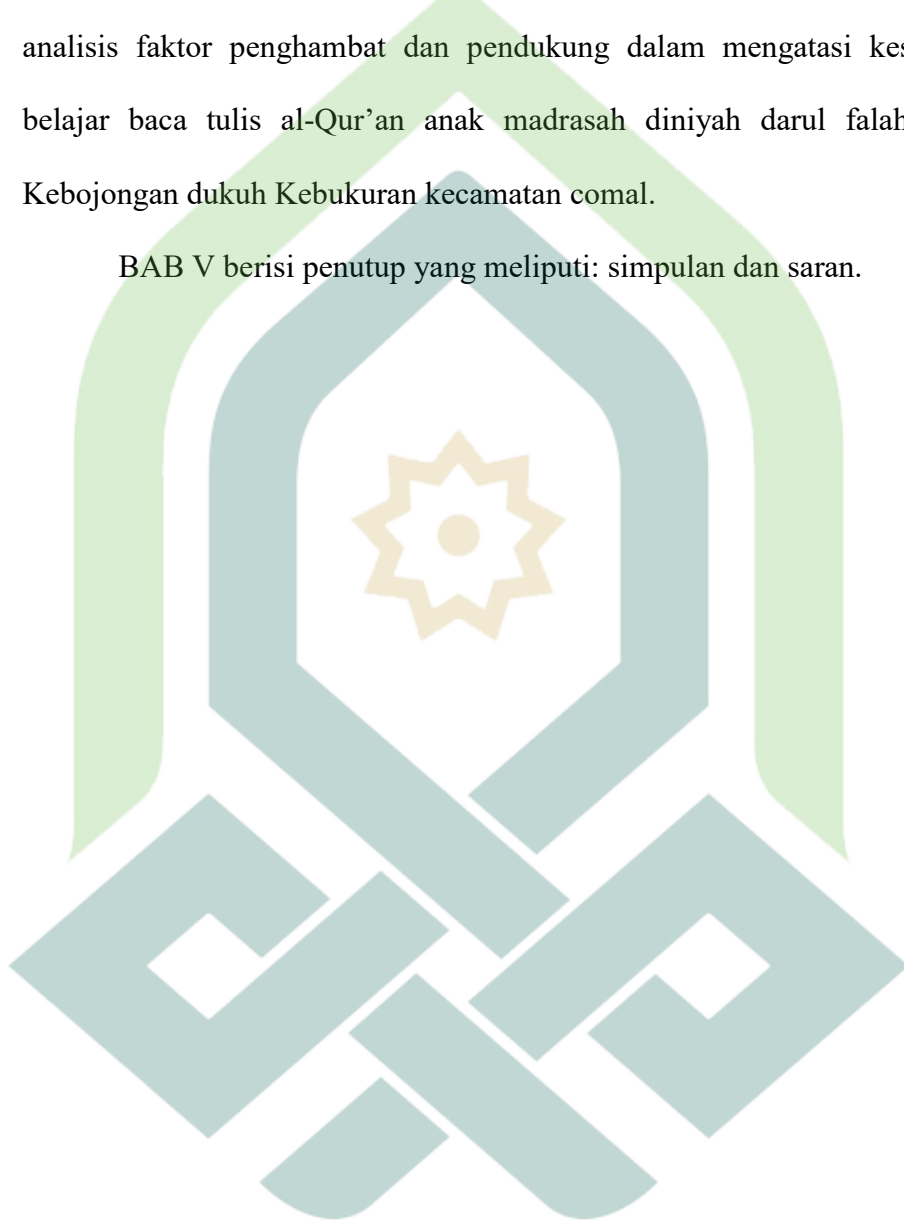 analisis faktor penghambat dan pendukung dalam mengatasi
belajar baca tulis al-Qur’an anak madrasah diniyah darul falah
Kebojongan dukuh Kebukuran kecamatan comal.
BAB V berisi penutup yang meliputi: simpulan dan saran.